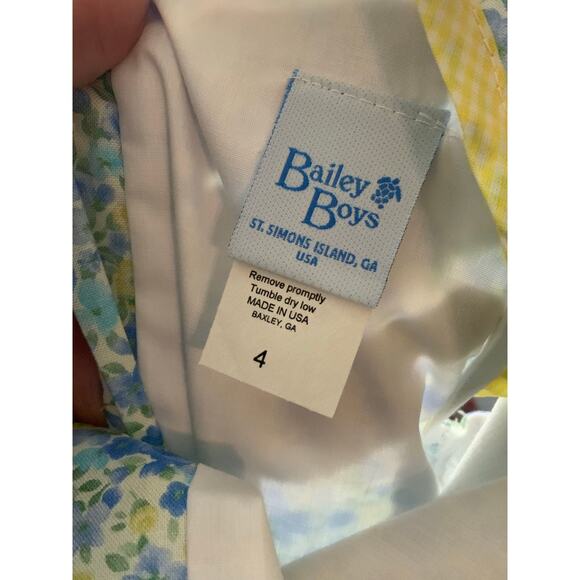 Bailey
Boys
ST. SIMONS ISLAND, GA
USA
Remove promptly
Tumble dry low
MADE IN USA
BAXLEY, GA
4